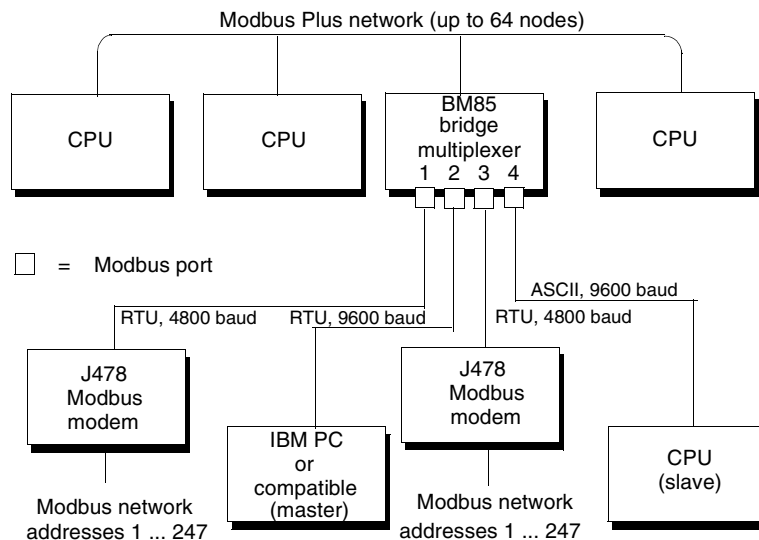 Modbus Plus network (up to 64 nodes)
CPU
CPU
BM85
bridge
multiplexer
1 2 3 4
CPU
= Modbus port
RTU, 4800 baud
RTU, 9600 baud
ASCII, 9600 baud
RTU, 4800 baud
J478
Modbus
modem
IBM PC
or
compatible
(master)
J478
Modbus
modem
CPU
(slave)
Modbus network
addresses 1 ... 247
Modbus network
addresses 1 ... 247